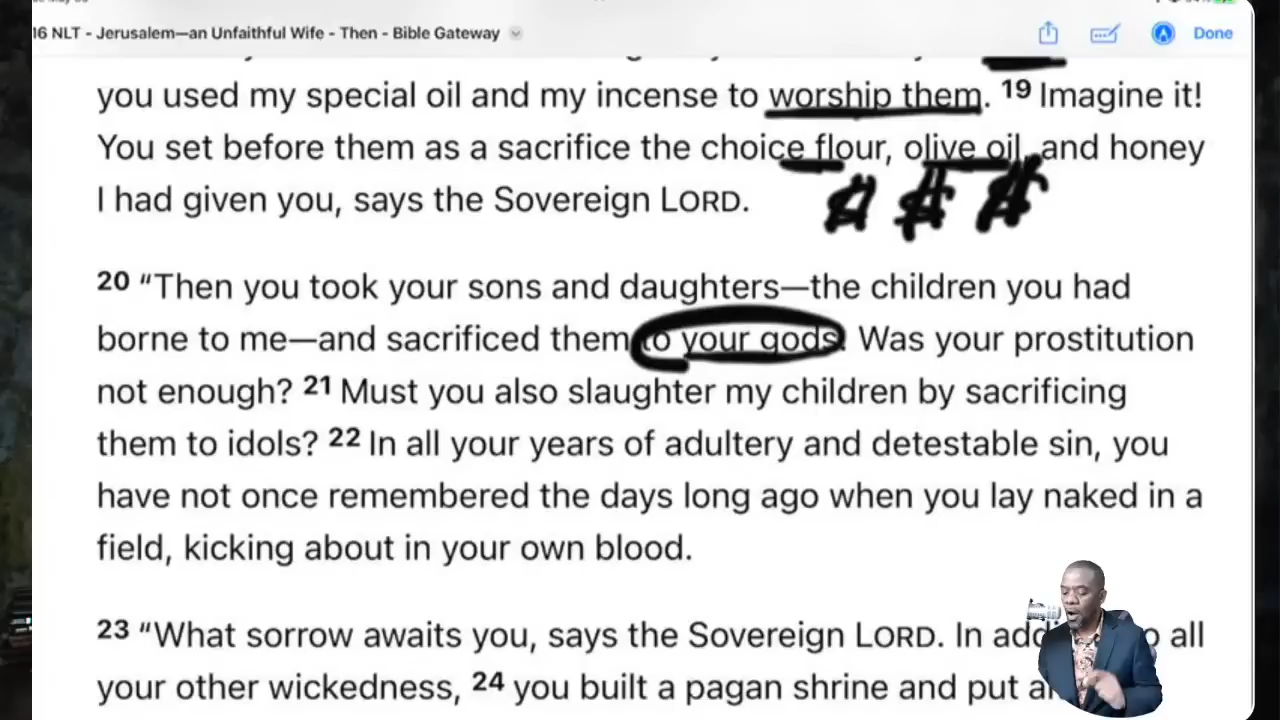 16 NLT - Jerusalem—an Unfaithful Wife - Then - Bible Gateway
Done
you used my special oil and my incense to worship them. 19 Imagine it!
You set before them as a sacrifice the choice flour, olive oil, and honey
I had given you, says the Sovereign LORD.
$ $ $
20 “Then you took your sons and daughters—the children you had
borne to me—and sacrificed them to your gods. Was your prostitution
not enough? 21 Must you also slaughter my children by sacrificing
them to idols? 22 In all your years of adultery and detestable sin, you
have not once remembered the days long ago when you lay naked in a
field, kicking about in your own blood.
23 “What sorrow awaits you, says the Sovereign LORD. In all
your other wickedness, 24 you built a pagan shrine and put